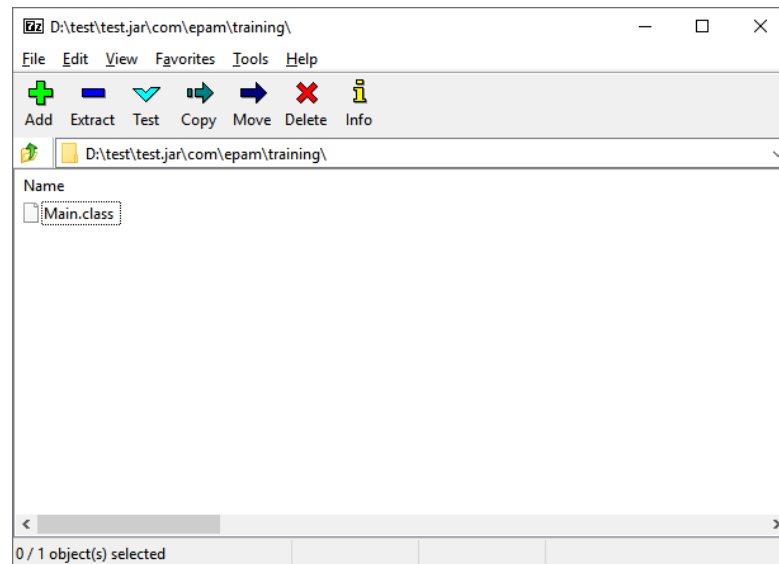 7z D:\test\test.jar\com\epam\training\
File Edit View Favorites Tools Help
Add Extract Test Copy Move Delete Info
D:\test\test.jar\com\epam\training\
Name
Main.class
0 / 1 object(s) selected